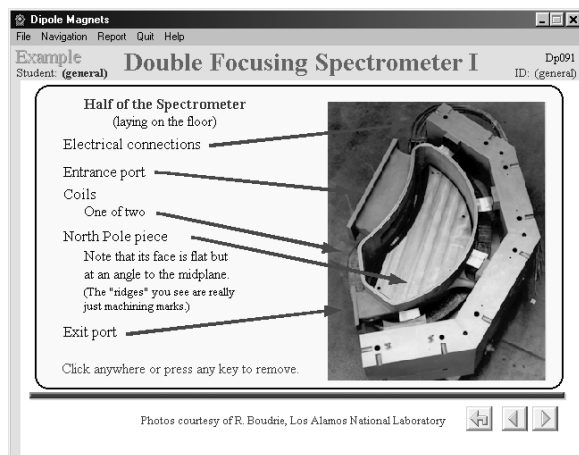 Dipole Magnets
File Navigation Report Quit Help
Example
Double Focusing Spectrometer I
Dp091
Student: (general)
ID: (general)
Half of the Spectrometer
(laying on the floor)
Electrical connections
Entrance port
Coils
One of two
North Pole piece
Note that its face is flat but
at an angle to the midplane.
(The "ridges" you see are really
just machining marks.)
Exit port
Click anywhere or press any key to remove.
Photos courtesy of R. Boudrie, Los Alamos National Laboratory